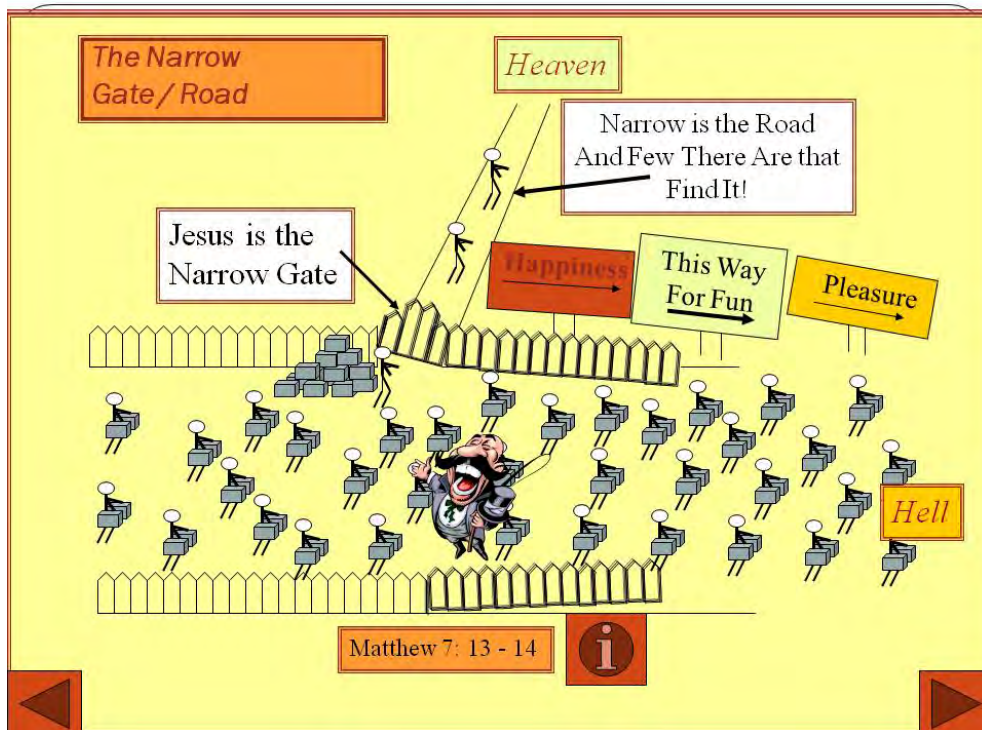 The Narrow
Gate / Road
Heaven
Narrow is the Road
And Few There Are that
Find It!
Jesus is the
Narrow Gate
Happiness
This Way
For Fun
Pleasure
Hell
Matthew 7: 13 - 14
i